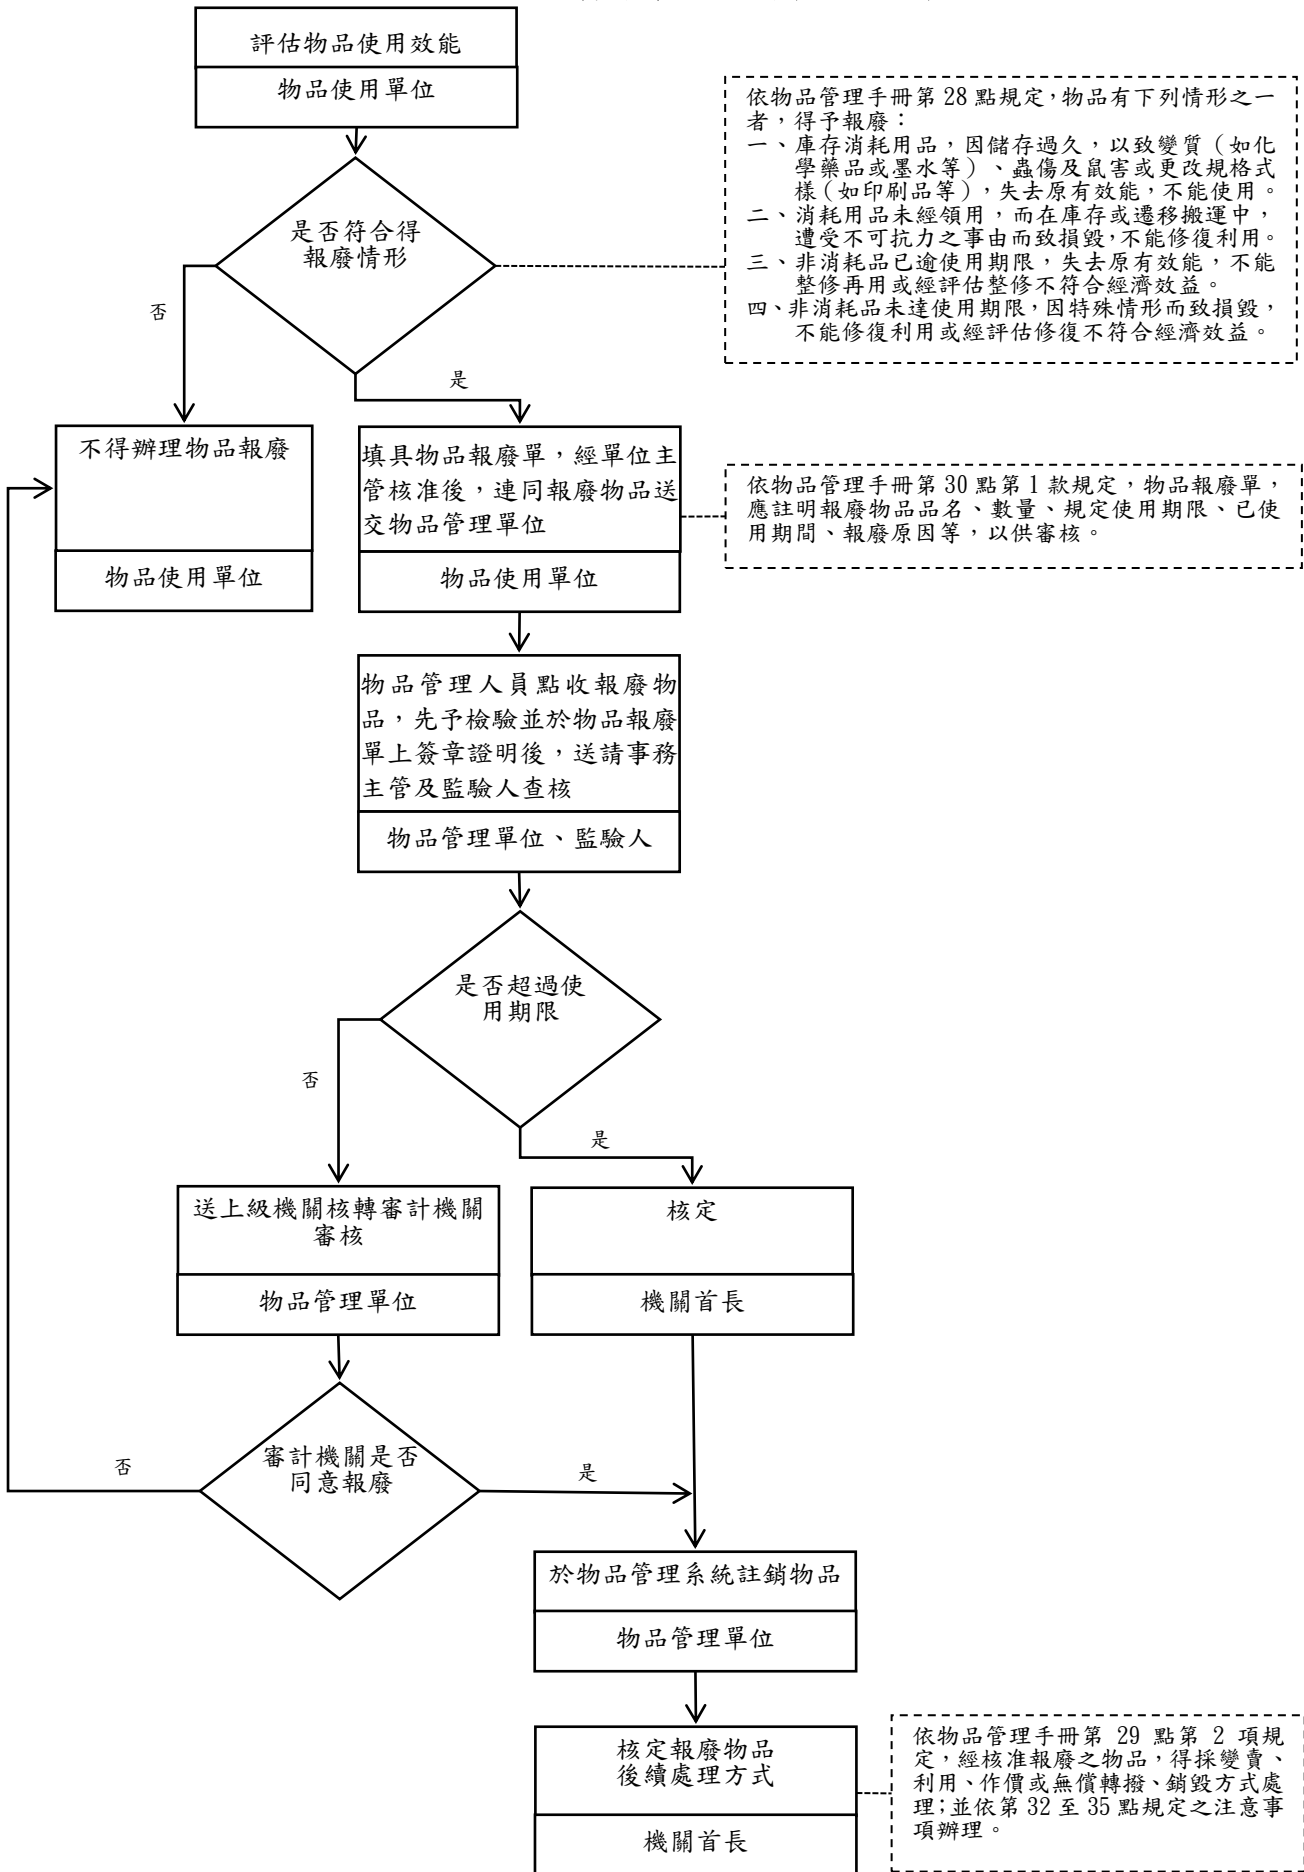 評估物品使用效能
物品使用單位
依物品管理手冊第 28 點規定,物品有下列情形之一
者,得予報廢：
一、庫存消耗用品，因儲存過久，以致變質（如化
學藥品或墨水等）、蟲傷及鼠害或更改規格式
樣(如印刷品等)，失去原有效能，不能使用。
二、消耗用品未經領用，而在庫存或遷移搬運中，
遭受不可抗力之事由而致損毀，不能修復利用。
三、非消耗品已逾使用期限，失去原有效能，不能
整修再用或經評估整修不符合經濟效益。
四、非消耗品未達使用期限，因特殊情形而致損毀，
不能修復利用或經評估修復不符合經濟效益。
是否符合得
報廢情形
否
是
不得辦理物品報廢
物品使用單位
填具物品報廢單，經單位主
管核准後，連同報廢物品送
交物品管理單位
物品使用單位
依物品管理手冊第 30 點第 1 款規定，物品報廢單，
應註明報廢物品品名、數量、規定使用期限、已使
用期間、報廢原因等，以供審核。
物品管理人員點收報廢物
品，先予檢驗並於物品報廢
單上簽章證明後，送請事務
主管及監驗人查核
物品管理單位、監驗人
是否超過使
用期限
否
是
送上級機關核轉審計機關
審核
物品管理單位
核定
機關首長
審計機關是否
同意報廢
否
是
於物品管理系統註銷物品
物品管理單位
核定報廢物品
後續處理方式
機關首長
依物品管理手冊第 29 點第 2 項規
定，經核准報廢之物品，得採變賣、
利用、作價或無償轉撥、銷毀方式處
理;並依第 32 至 35 點規定之注意事
項辦理。